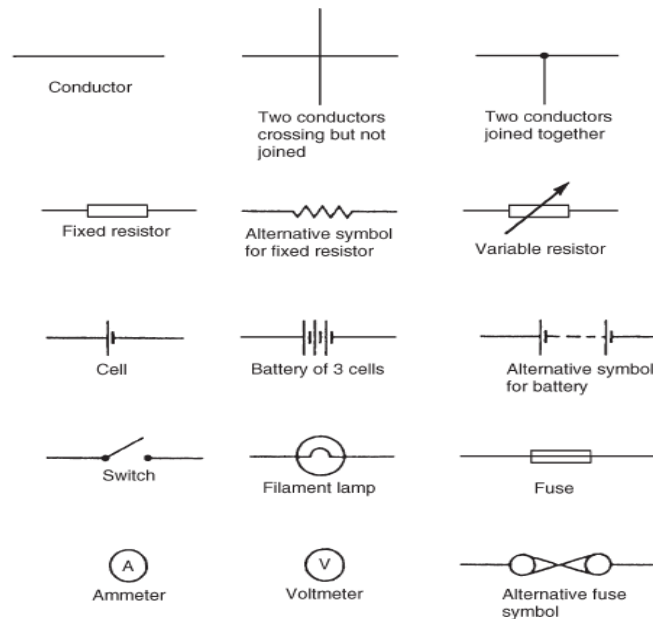 Conductor
Two conductors
crossing but not
joined
Two conductors
joined together
Fixed resistor
Alternative symbol
for fixed resistor
Variable resistor
Cell
Battery of 3 cells
Alternative symbol
for battery
Switch
Filament lamp
Fuse
A
Ammeter
V
Voltmeter
Alternative fuse
symbol